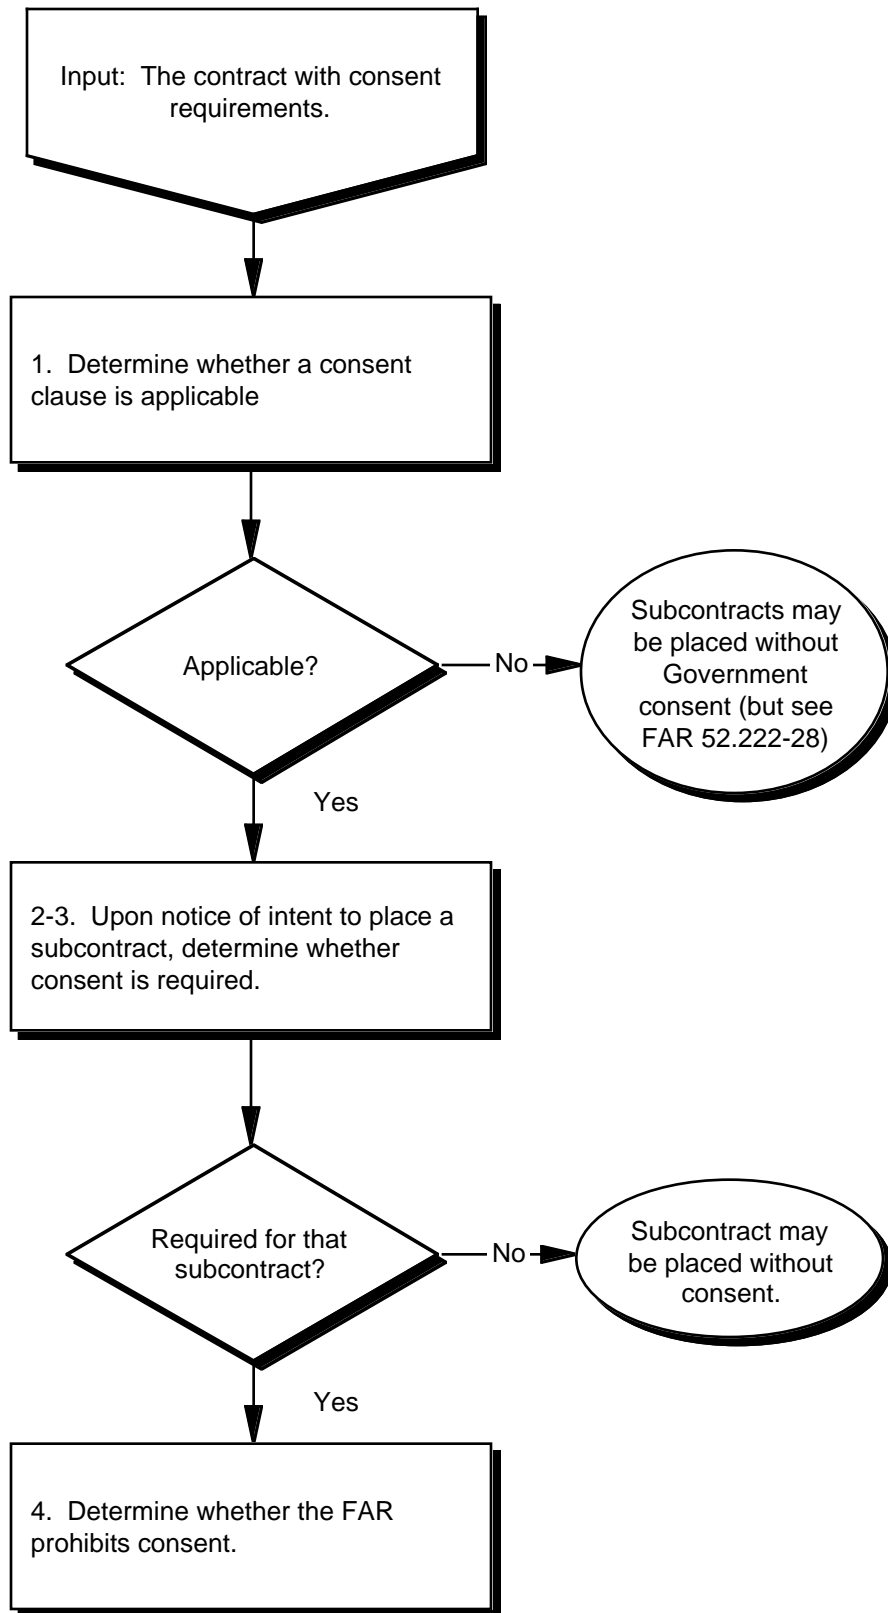 Input:  The contract with consent
requirements.
1.  Determine whether a consent
clause is applicable
Applicable?
No
Subcontracts may
be placed without
Government
consent (but see
FAR 52.222-28)
Yes
2-3.  Upon notice of intent to place a
subcontract, determine whether
consent is required.
Required for that
subcontract?
No
Subcontract may
be placed without
consent.
Yes
4.  Determine whether the FAR
prohibits consent.